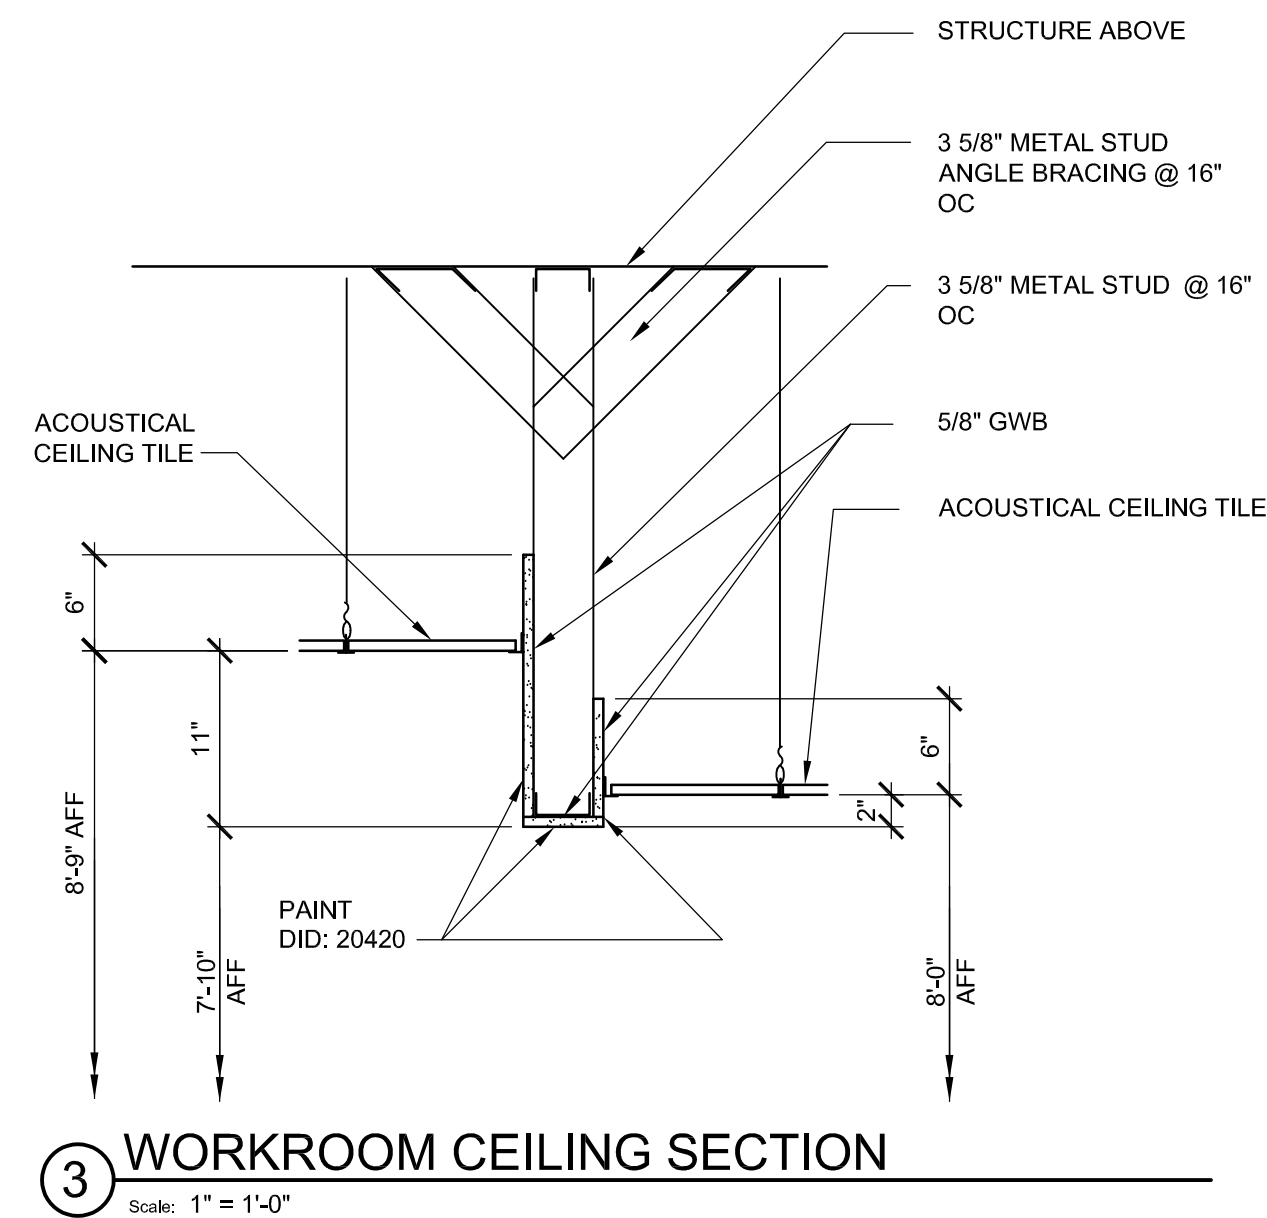 STRUCTURE ABOVE
3 5/8" METAL STUD
ANGLE BRACING @ 16"
OC
3 5/8" METAL STUD @ 16"
OC
ACOUSTICAL
CEILING TILE
5/8" GWB
ACOUSTICAL CEILING TILE
6"
11"
8'-9" AFF
7'-10"
AFF
6"
2"
8'-0"
AFF
PAINT
DID: 20420
3
WORKROOM CEILING SECTION
Scale: 1" = 1'-0"